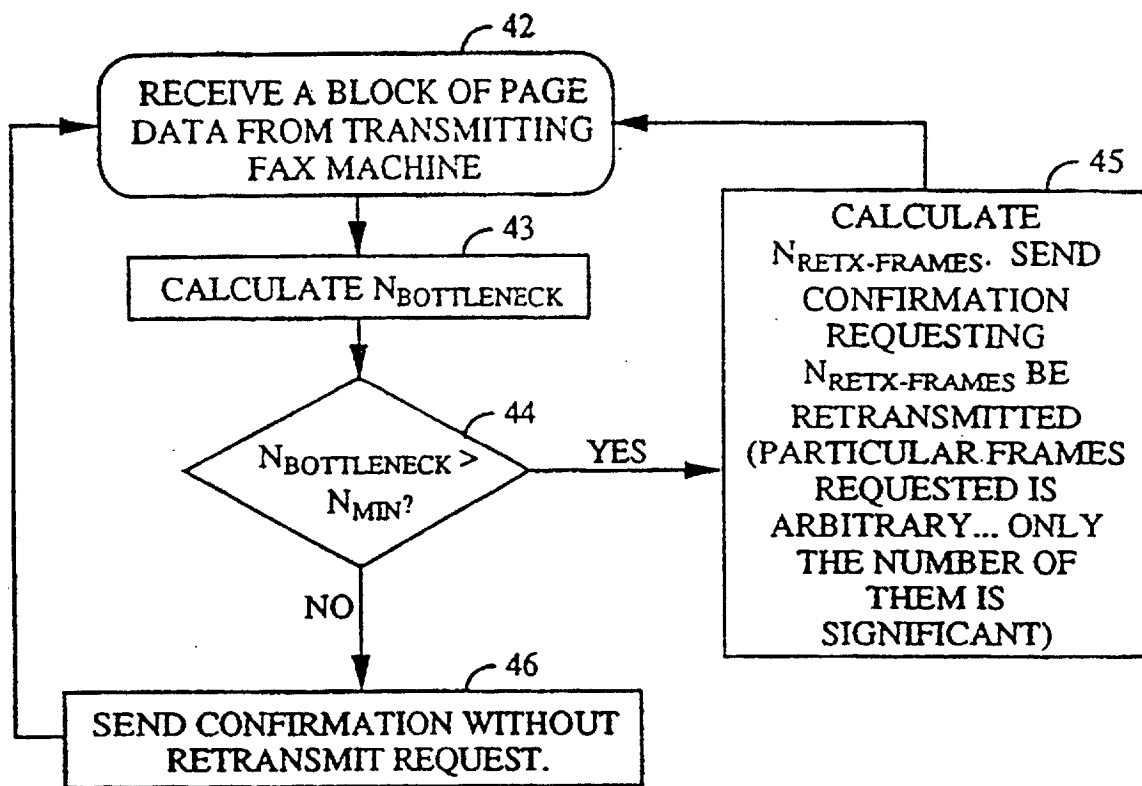 42
RECEIVE A BLOCK OF PAGE
DATA FROM TRANSMITTING
FAX MACHINE
43
CALCULATE NBOTTLENECK
44
NBOTTLENECK >
NMIN?
YES
NO
45
CALCULATE
NRETX-FRAMES. SEND
CONFIRMATION
REQUESTING
NRETX-FRAMES BE
RETRANSMITTED
(PARTICULAR FRAMES
REQUESTED IS
ARBITRARY... ONLY
THE NUMBER OF
THEM IS
SIGNIFICANT)
46
SEND CONFIRMATION WITHOUT
RETRANSMIT REQUEST.